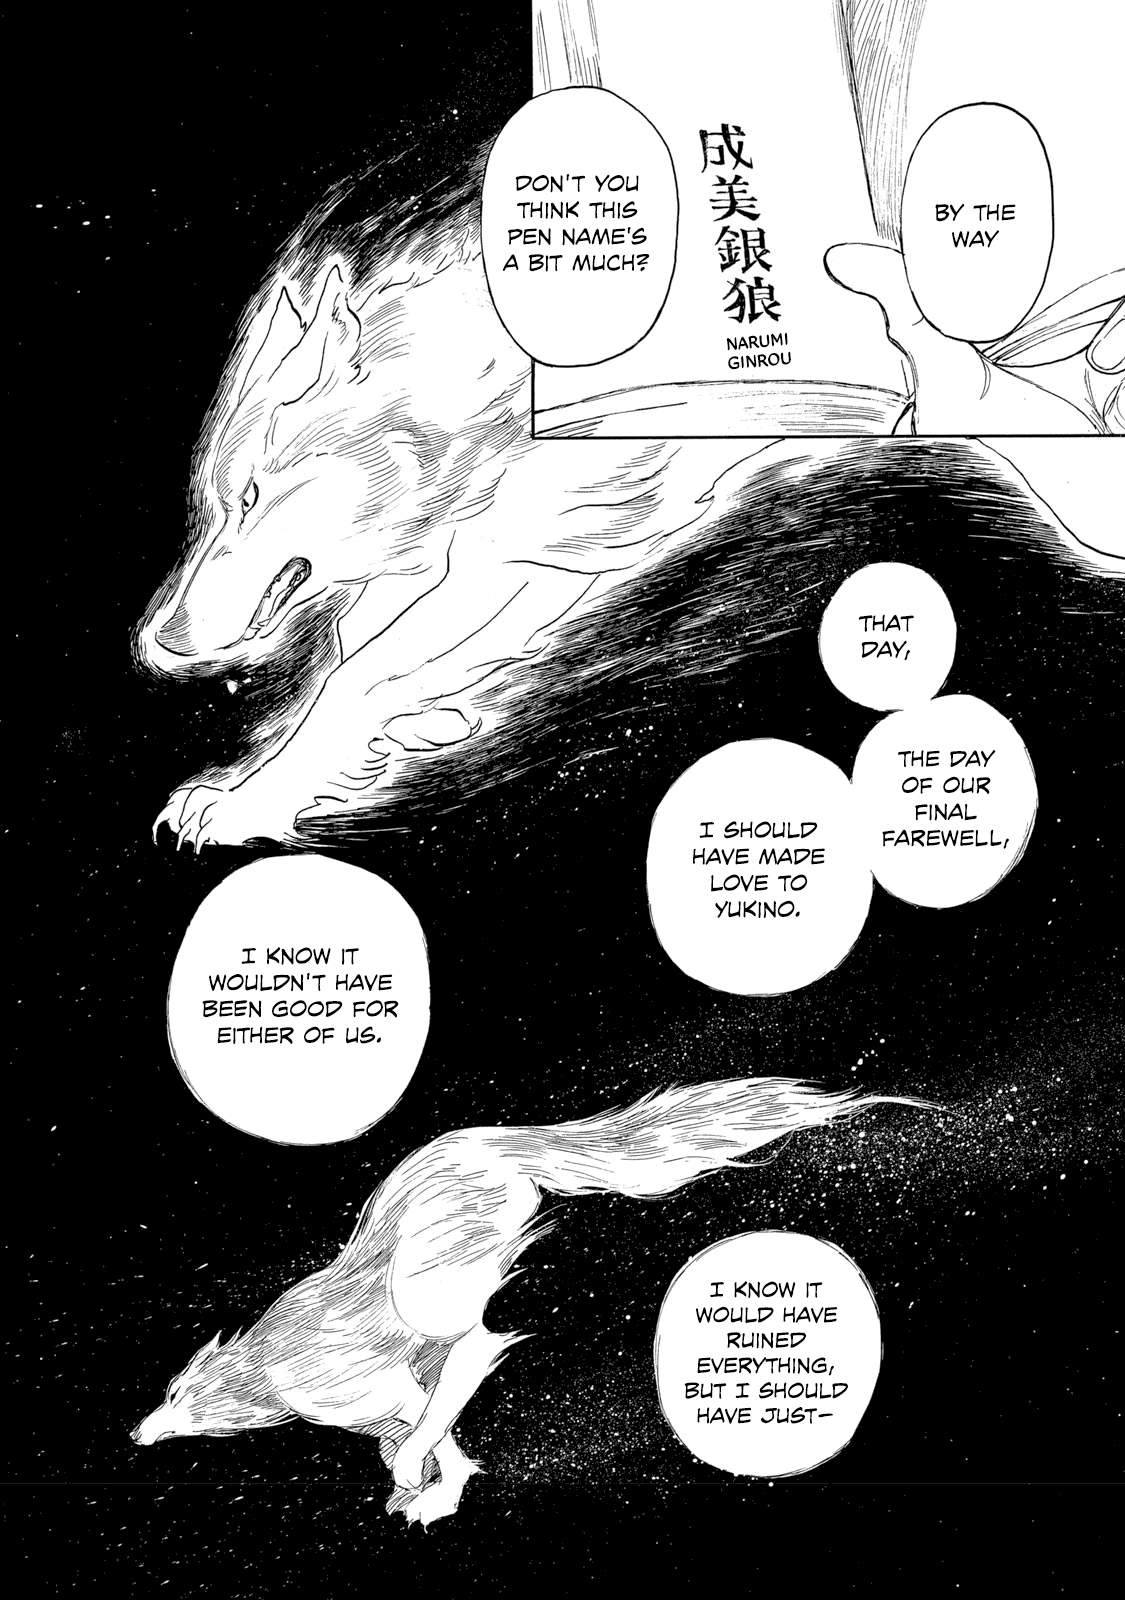 BY THE
WAY
成美銀狼
NARUMI
GINROU
DON'T YOU
THINK THIS
PEN NAME'S
A BIT MUCH?
THAT
DAY,
THE DAY
OF OUR
FINAL
FAREWELL,
I SHOULD
HAVE MADE
LOVE TO
YUKINO.
I KNOW IT
WOULDN'T HAVE
BEEN GOOD FOR
EITHER OF US.
I KNOW IT
WOULD HAVE
RUINED
EVERYTHING,
BUT I SHOULD
HAVE JUST—